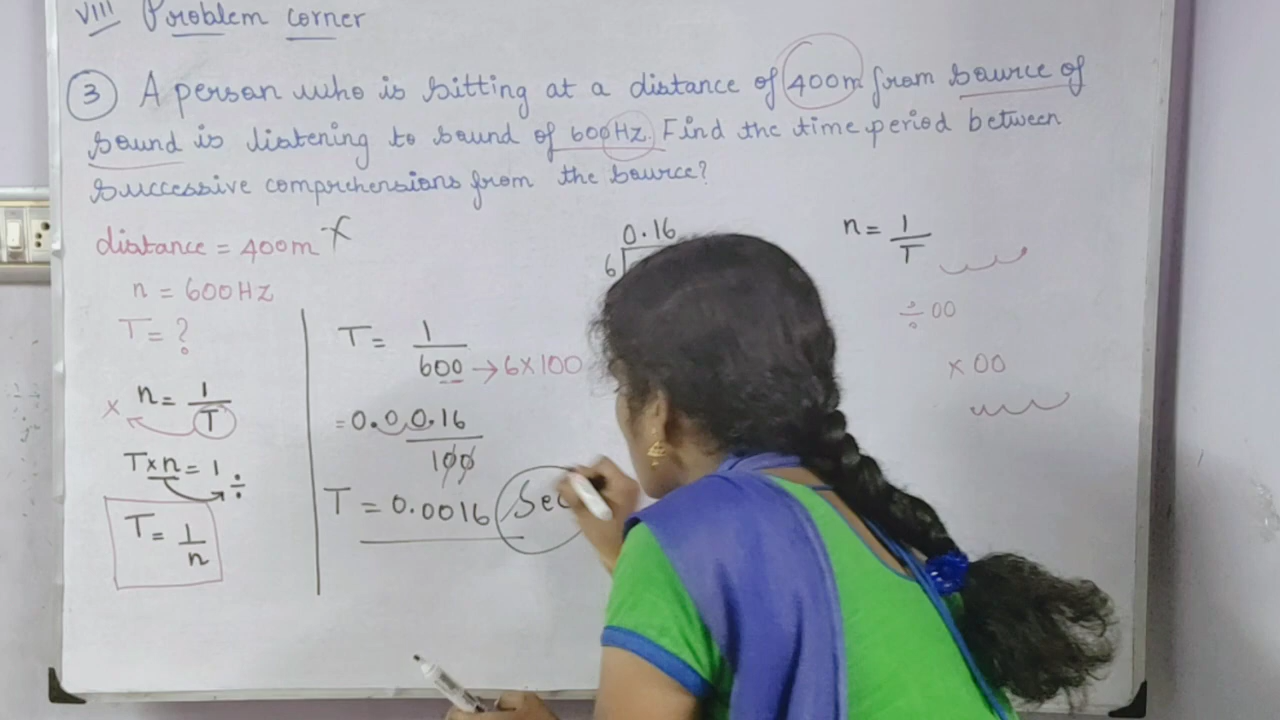 VIII Problem corner
3 A person who is sitting at a distance of 400m from source of
sound is listening to sound of 600Hz. Find the time period between
successive comprehensions from the source?
distance = 400m ×
n = 600HZ
T = ?
× n = 1/T
T×n = 1 ÷
T = 1/n
T = 1/600 → 6×100
= 0.00.16/100
T = 0.0016 Sec
0.16
6
n = 1/T
÷ 00
× 00